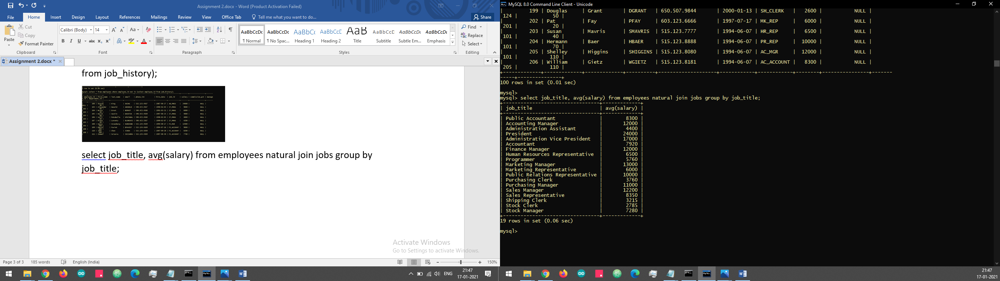 Assignment 2.docx - Word (Product Activation Failed)
File Home Insert Design Layout References Mailings Review View Office Tab Tell me what you want to do... Share
Paste
Cut
Copy
Format Painter
Calibri (Body) 14
AaBbCcDc AaBbCcDc AaBbCc AaBbCcD AaB AaBbCcD AaBbCcDc AaBbCcDc
¶ Normal ¶ No Spac... Heading 1 Heading 2 Title Subtitle Subtle Em... Emphasis
Find
Replace
Select
Clipboard Font Paragraph Styles Editing
Assignment 2.docx *
from job_history);
select job_title, avg(salary) from employees natural join jobs group by
job_title;
Activate Windows
Go to Settings to activate Windows.
Page 3 of 3 185 words English (India) 150%
ENG 21:47
17-01-2021
MySQL 8.0 Command Line Client - Unicode
| 199 | Douglas | Grant | DGRANT | 650.507.9844 | 2000-01-13 | SH_CLERK | 2600 | NULL |
124 | 50 |
| 202 | Pat | Fay | PFAY | 603.123.6666 | 1997-07-17 | MK_REP | 6000 | NULL |
201 | 20 |
| 203 | Susan | Mavris | SMAVRIS | 515.123.7777 | 1994-06-07 | HR_REP | 6500 | NULL |
101 | 40 |
| 204 | Hermann | Baer | HBAER | 515.123.8888 | 1994-06-07 | PR_REP | 10000 | NULL |
101 | 70 |
| 205 | Shelley | Higgins | SHIGGINS | 515.123.8080 | 1994-06-07 | AC_MGR | 12000 | NULL |
101 | 110 |
| 206 | William | Gietz | WGIETZ | 515.123.8181 | 1994-06-07 | AC_ACCOUNT | 8300 | NULL |
205 | 110 |
100 rows in set (0.01 sec)
mysql>
mysql> select job_title, avg(salary) from employees natural join jobs group by job_title;
| job_title | avg(salary) |
| Public Accountant | 8300 |
| Accounting Manager | 12000 |
| Administration Assistant | 4400 |
| President | 24000 |
| Administration Vice President | 17000 |
| Accountant | 7920 |
| Finance Manager | 12000 |
| Human Resources Representative | 6500 |
| Programmer | 5760 |
| Marketing Manager | 13000 |
| Marketing Representative | 6000 |
| Public Relations Representative | 10000 |
| Purchasing Clerk | 3760 |
| Purchasing Manager | 11000 |
| Sales Manager | 12200 |
| Sales Representative | 8350 |
| Shipping Clerk | 3215 |
| Stock Clerk | 2785 |
| Stock Manager | 7280 |
19 rows in set (0.06 sec)
mysql>
21:47
17-01-2021